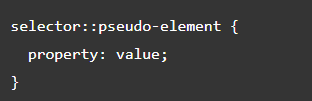 selector::pseudo-element {
  property: value;
}